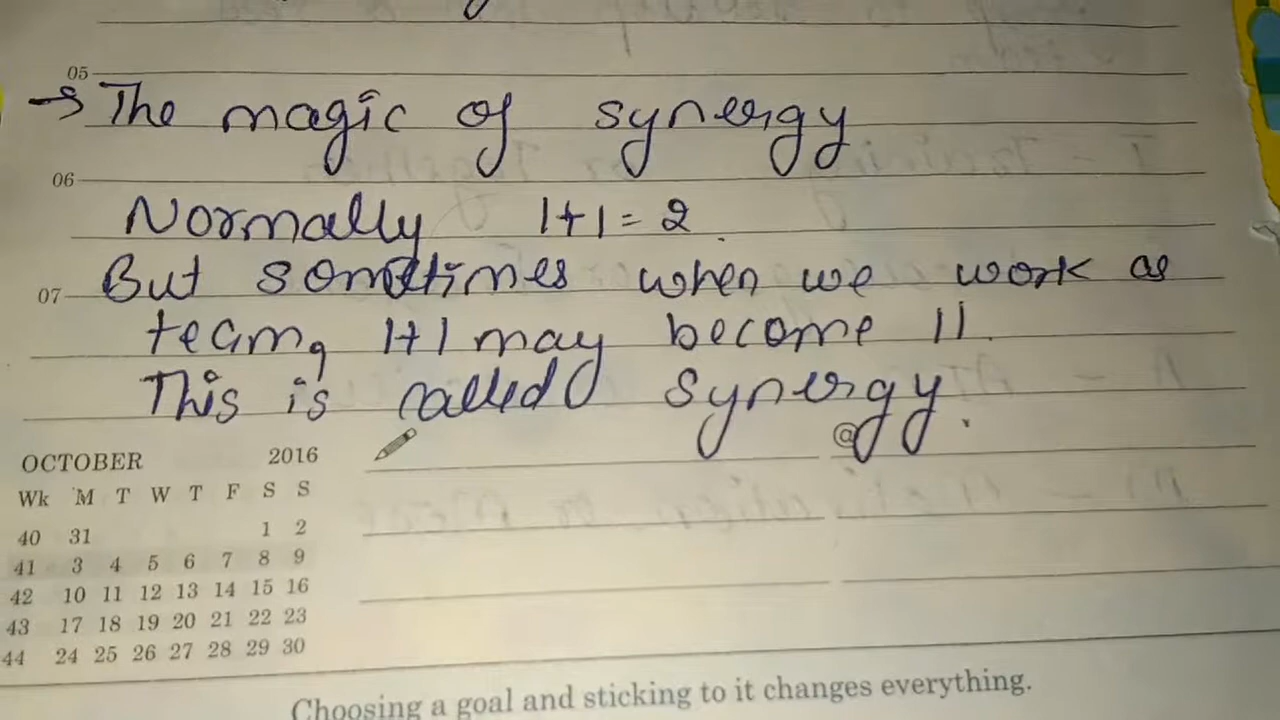 05
→ The magic of synergy
06
Normally 1+1=2.
But sometimes when we work as
07
team, 1+1 may become 11.
This is called synergy.
@
OCTOBER 2016
Wk M T W T F S S
40 31 1 2
41 3 4 5 6 7 8 9
42 10 11 12 13 14 15 16
43 17 18 19 20 21 22 23
44 24 25 26 27 28 29 30
Choosing a goal and sticking to it changes everything.